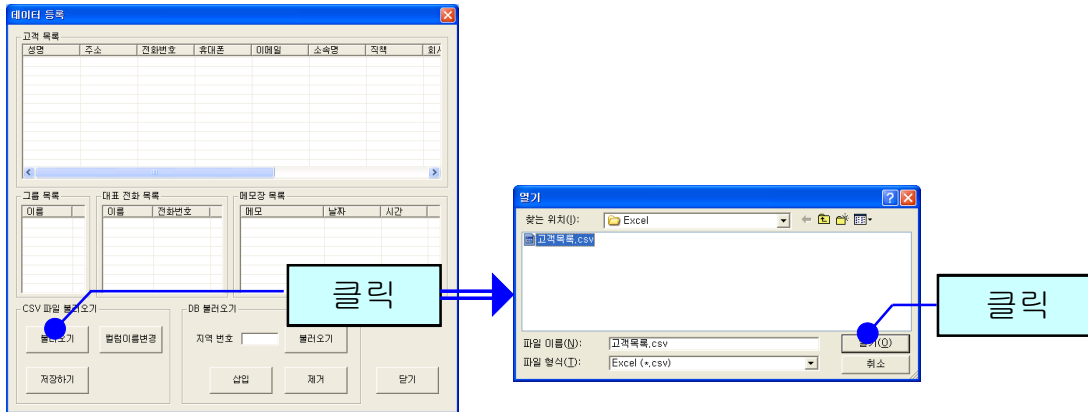 데이터 등록
고객 목록
성명 주소 전화번호 휴대폰 이메일 소속명 직책 회사
그룹 목록 대표 전화 목록 메모장 목록
이름 이름 전화번호 메모 날짜 시간
클릭
CSV 파일 불러오기 DB 불러오기
불러오기 컬럼이름변경 지역 번호 불러오기
저장하기 삽입 제거 닫기
열기
찾는 위치(I): Excel
고객목록.csv
클릭
파일 이름(N): 고객목록.csv 열기(O)
파일 형식(T): Excel (*.csv) 취소